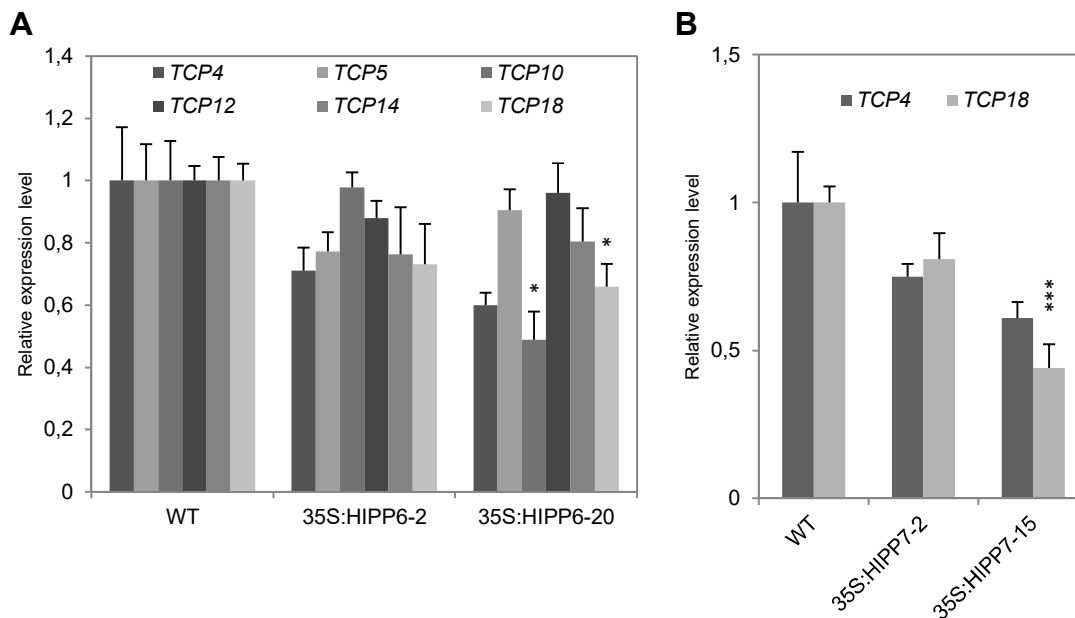 A
Relative expression level
1,4
1,2
1
0,8
0,6
0,4
0,2
0
TCP4 TCP5 TCP10
TCP12 TCP14 TCP18
* *
WT 35S:HIPP6-2 35S:HIPP6-20
B
Relative expression level
1,5
1
0,5
0
TCP4 TCP18
***
WT 35S:HIPP7-2 35S:HIPP7-15